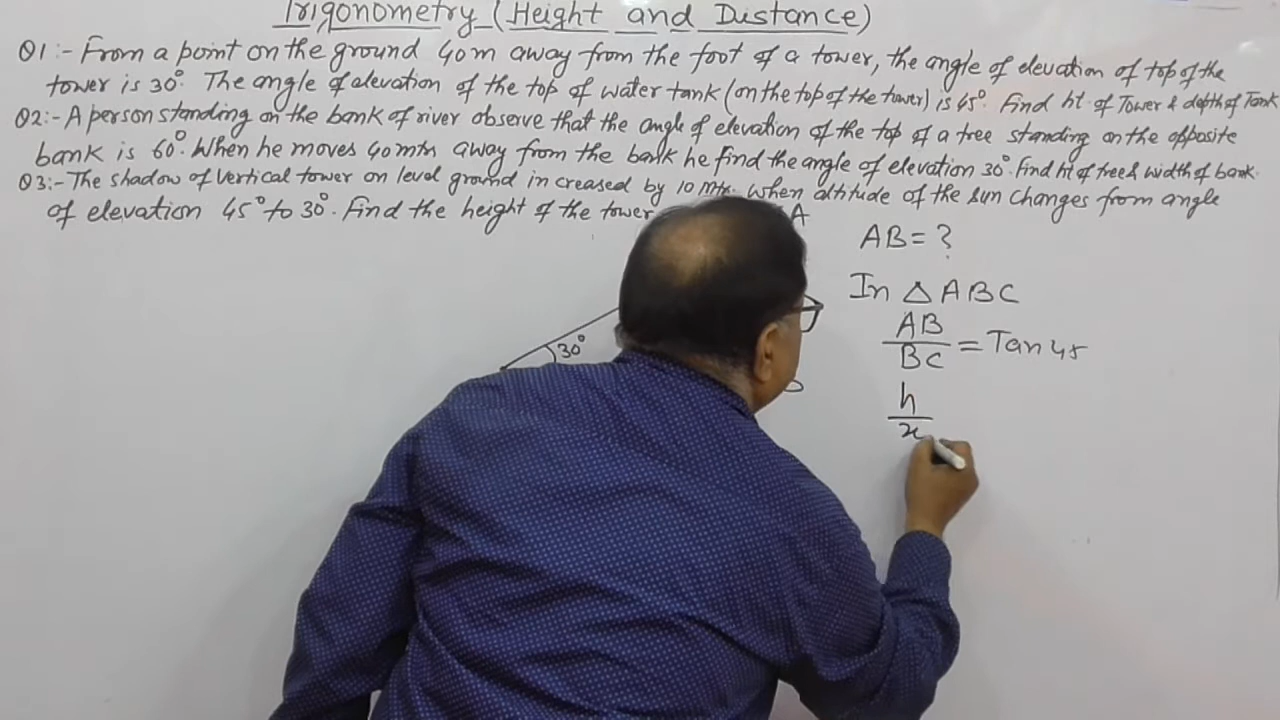 Trigonometry (Height and Distance)
Q1:- From a point on the ground 40m away from the foot of a tower, the angle of elevation of top of the
tower is 30°. The angle of elevation of the top of water tank (on the top of the tower) is 45°. Find ht. of Tower & depth of Tank
Q2:- A person standing on the bank of river observe that the angle of elevation of the top of a tree standing on the opposite
bank is 60°. When he moves 40 mtrs away from the bank he find the angle of elevation 30°. Find ht of tree & width of bank.
Q3:- The shadow of vertical tower on level ground increased by 10 Mtr. when altitude of the sun changes from angle
of elevation 45° to 30°. Find the height of the tower
A
AB = ?
In △ABC
AB
BC = Tan 45
30°
h
x